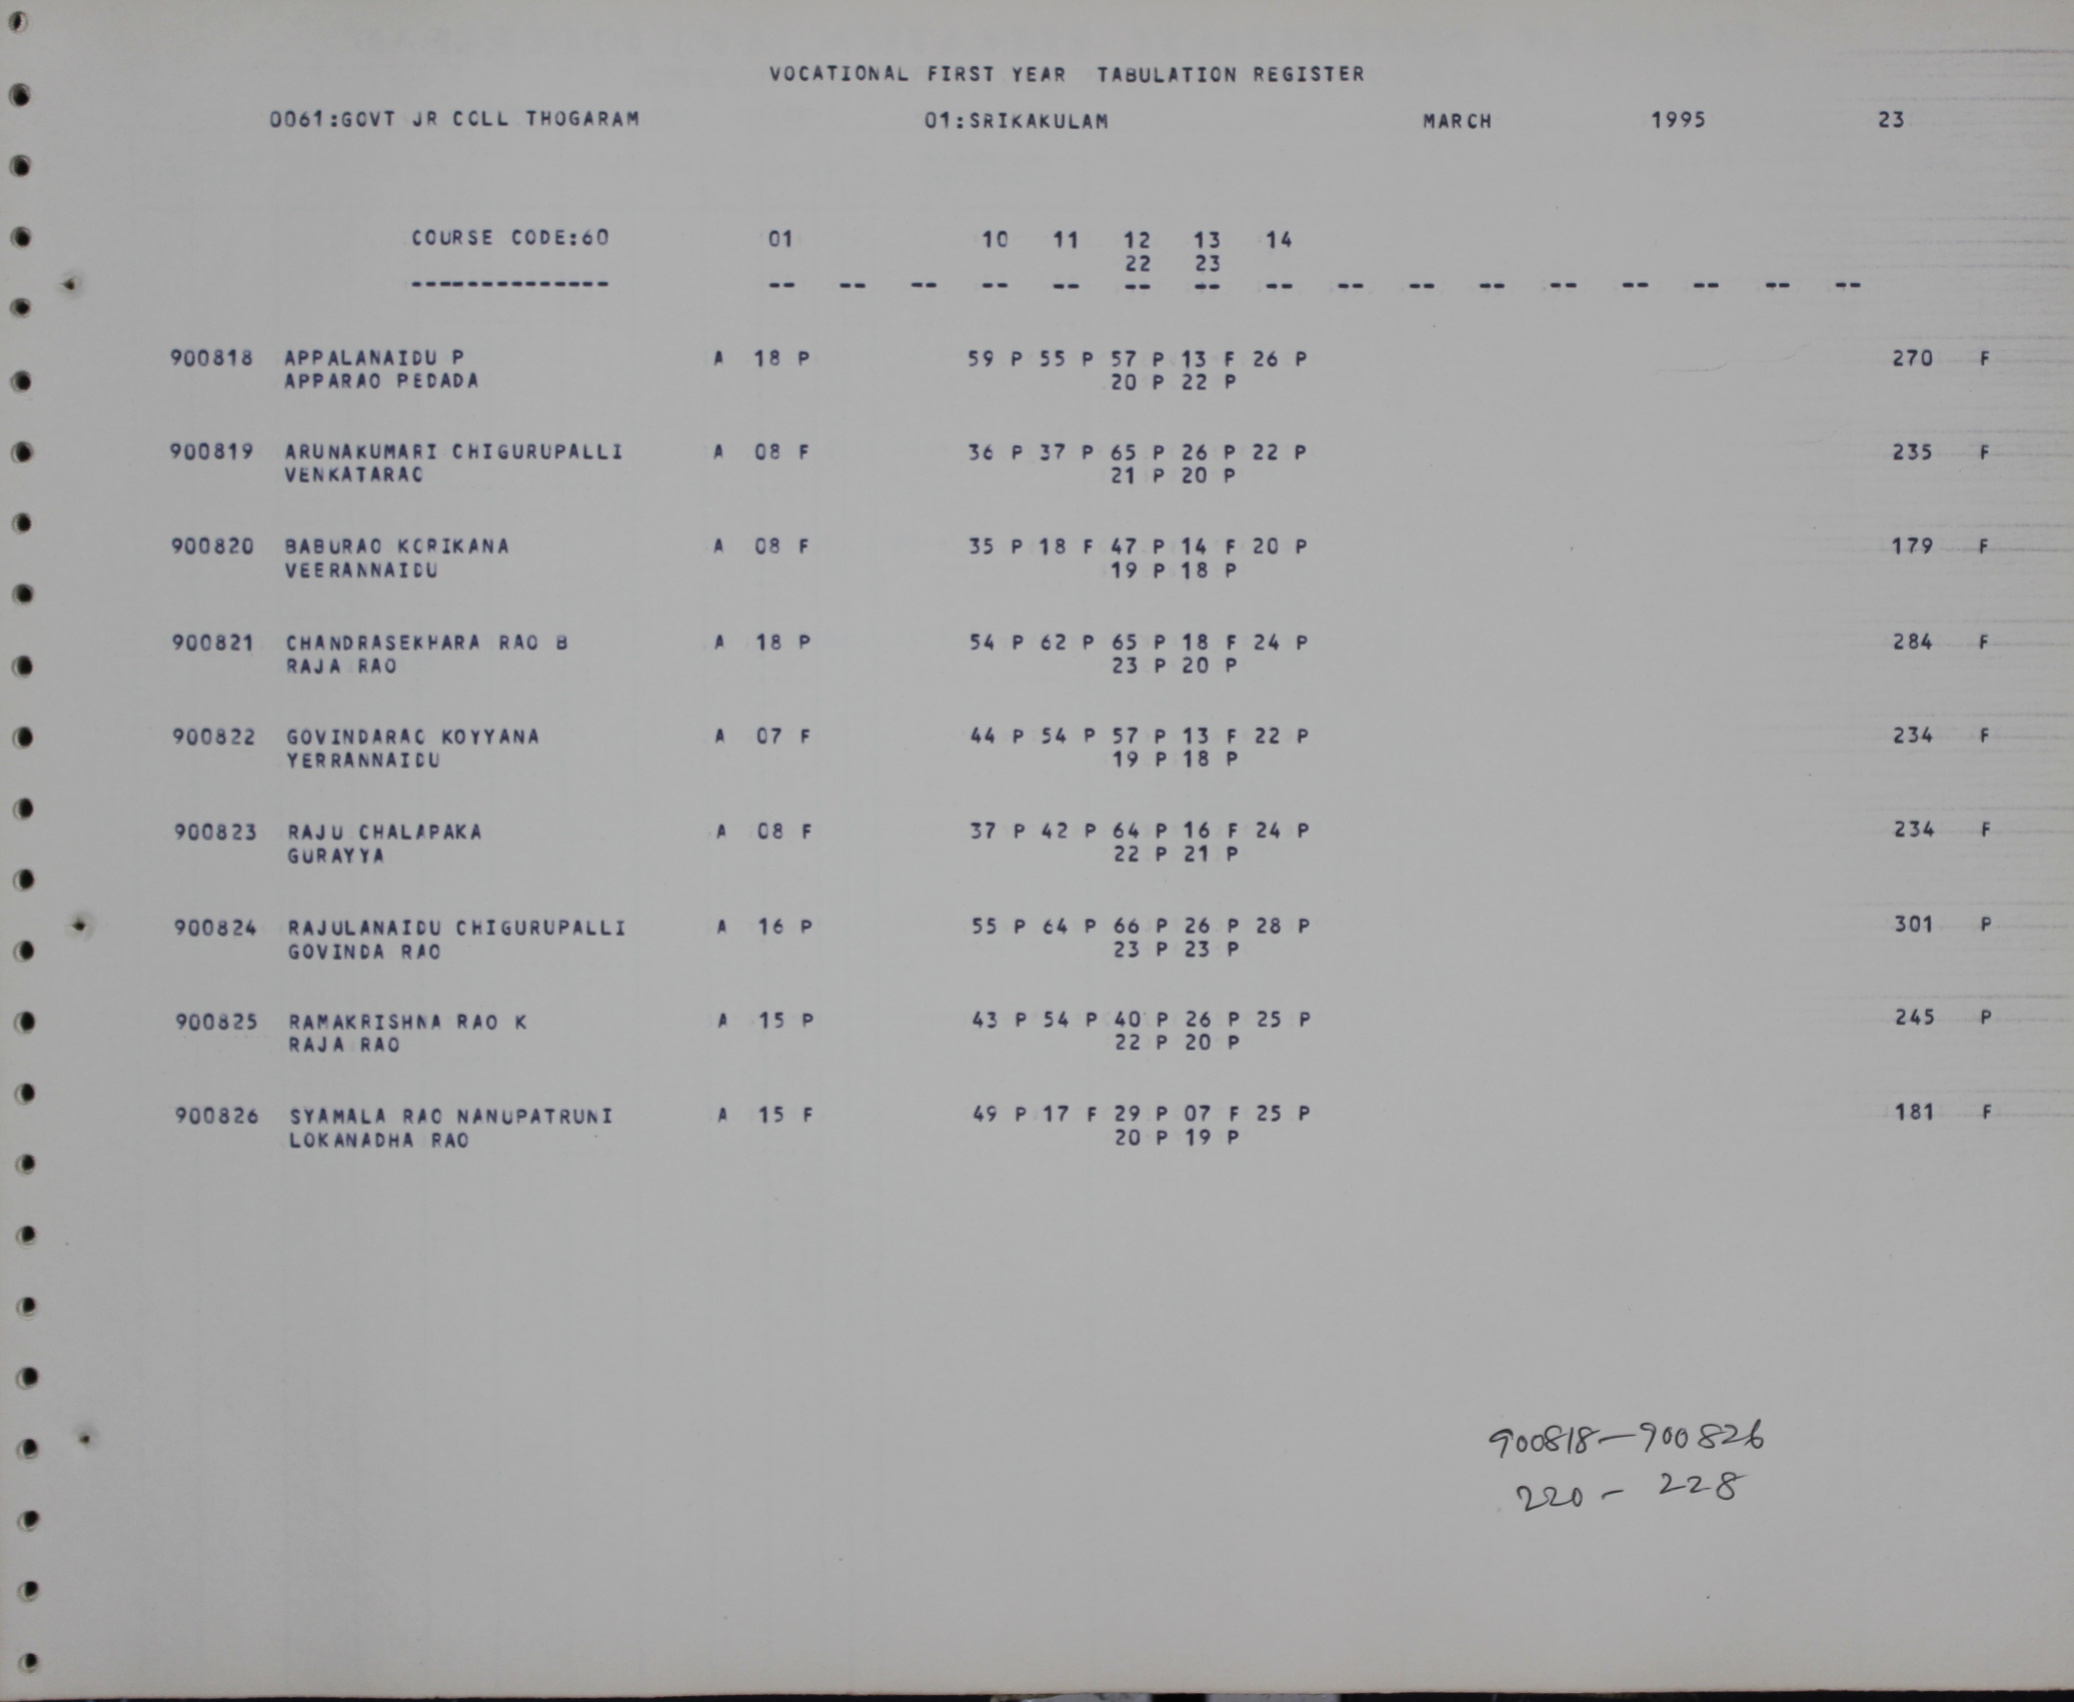 VOCATIONAL FIRST YEAR TABULATION REGISTER
0061:GOVT JR COLL THOGARAM 01:SRIKAKULAM MARCH 1995 23
COURSE CODE:60 01 10 11 12 13 14
22 23
-------------- -- -- -- -- -- -- -- -- -- -- -- -- -- -- -- --
900818 APPALANAIDU P A 18 P 59 P 55 P 57 P 13 F 26 P 270 F
APPARAO PEDADA 20 P 22 P
900819 ARUNAKUMARI CHIGURUPALLI A 08 F 36 P 37 P 65 P 26 P 22 P 235 F
VENKATARAO 21 P 20 P
900820 BABURAO KORIKANA A 08 F 35 P 18 F 47 P 14 F 20 P 179 F
VEERANNAIDU 19 P 18 P
900821 CHANDRASEKHARA RAO B A 18 P 54 P 62 P 65 P 18 F 24 P 284 F
RAJA RAO 23 P 20 P
900822 GOVINDARAO KOYYANA A 07 F 44 P 54 P 57 P 13 F 22 P 234 F
YERRANNAIDU 19 P 18 P
900823 RAJU CHALAPAKA A 08 F 37 P 42 P 64 P 16 F 24 P 234 F
GURAYYA 22 P 21 P
900824 RAJULANAIDU CHIGURUPALLI A 16 P 55 P 64 P 66 P 26 P 28 P 301 P
GOVINDA RAO 23 P 23 P
900825 RAMAKRISHNA RAO K A 15 P 43 P 54 P 40 P 26 P 25 P 245 P
RAJA RAO 22 P 20 P
900826 SYAMALA RAO NANUPATRUNI A 15 F 49 P 17 F 29 P 07 F 25 P 181 F
LOKANADHA RAO 20 P 19 P
900818-900826
220 - 228